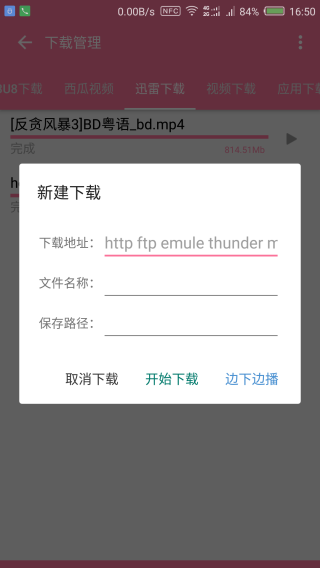 0.00B/s NFC 4G 2G 84% 16:50
下载管理
3U8下载 西瓜视频 迅雷下载 视频下载 应用下载
[反贪风暴3]BD粤语_bd.mp4
完成 814.51Mb
新建下载
下载地址： http ftp emule thunder m
文件名称：
保存路径：
取消下载 开始下载 边下边播